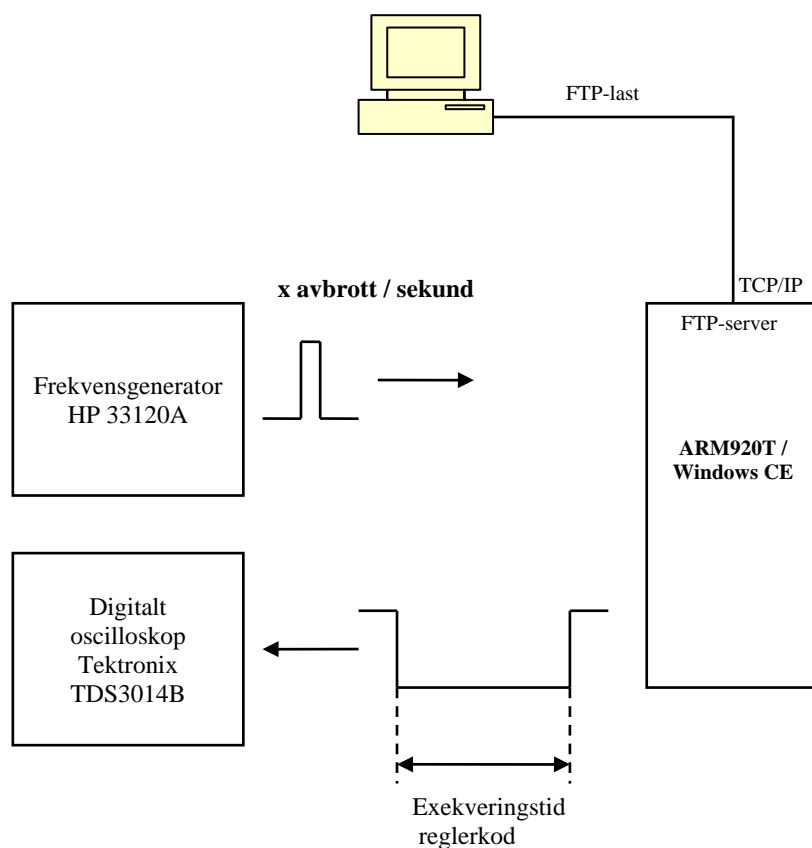 FTP-last
TCP/IP
x avbrott / sekund
FTP-server
Frekvensgenerator
HP 33120A
ARM920T /
Windows CE
Digitalt
oscilloskop
Tektronix
TDS3014B
Exekveringstid
reglerkod